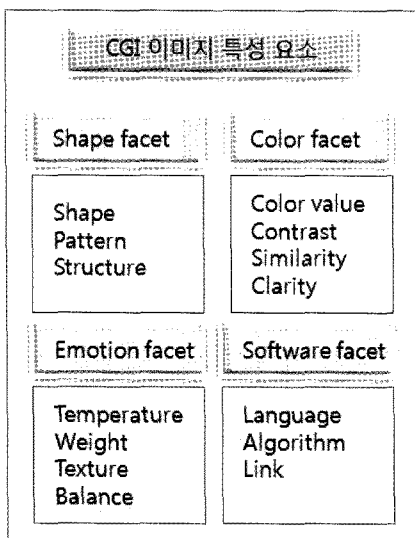 CGI 이미지 특성 요소
Shape facet
Shape
Pattern
Structure
Color facet
Color value
Contrast
Similarity
Clarity
Emotion facet
Temperature
Weight
Texture
Balance
Software facet
Language
Algorithm
Link